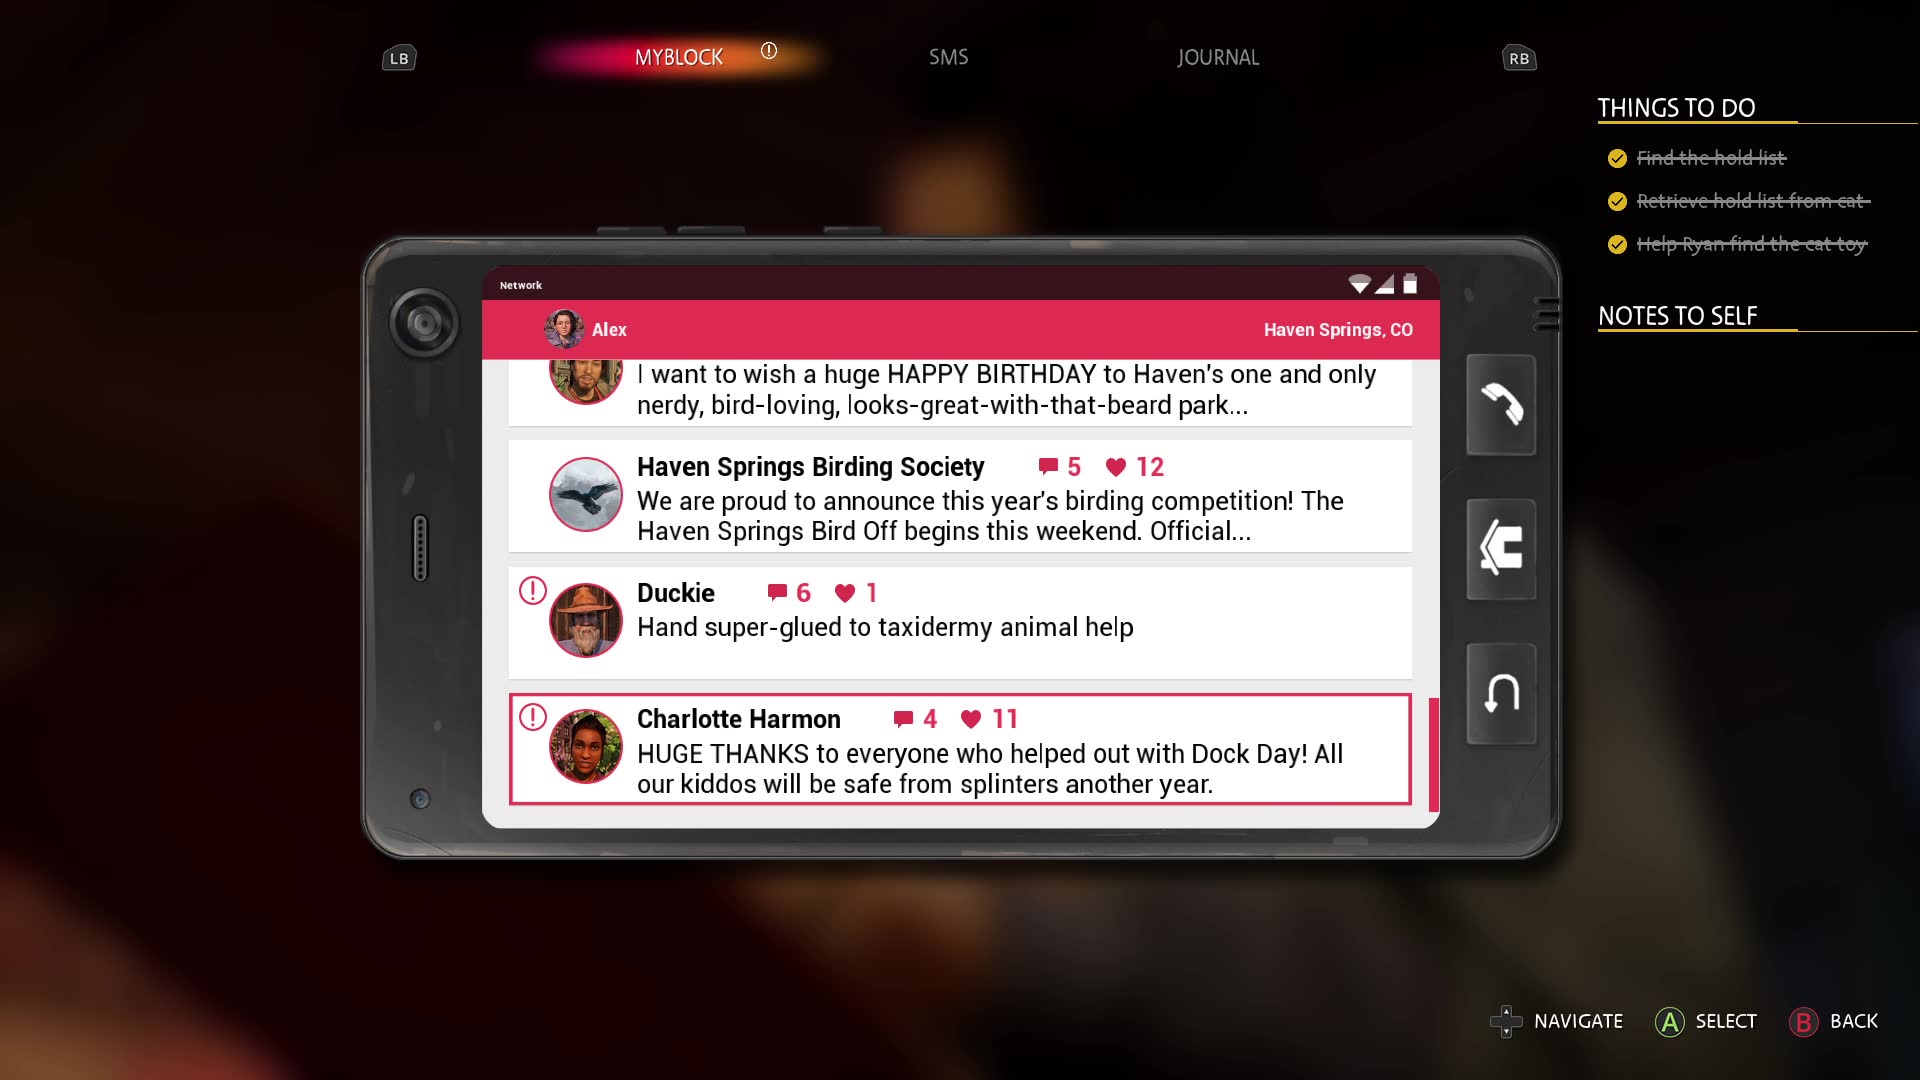 LB
MYBLOCK
SMS
JOURNAL
RB
THINGS TO DO
Find the hold list
Retrieve hold list from cat
Help Ryan find the cat toy
NOTES TO SELF
Network
Alex
Haven Springs, CO
I want to wish a huge HAPPY BIRTHDAY to Haven's one and only
nerdy, bird-loving, looks-great-with-that-beard park...
Haven Springs Birding Society 5 12
We are proud to announce this year's birding competition! The
Haven Springs Bird Off begins this weekend. Official...
Duckie 6 1
Hand super-glued to taxidermy animal help
Charlotte Harmon 4 11
HUGE THANKS to everyone who helped out with Dock Day! All
our kiddos will be safe from splinters another year.
NAVIGATE A SELECT B BACK